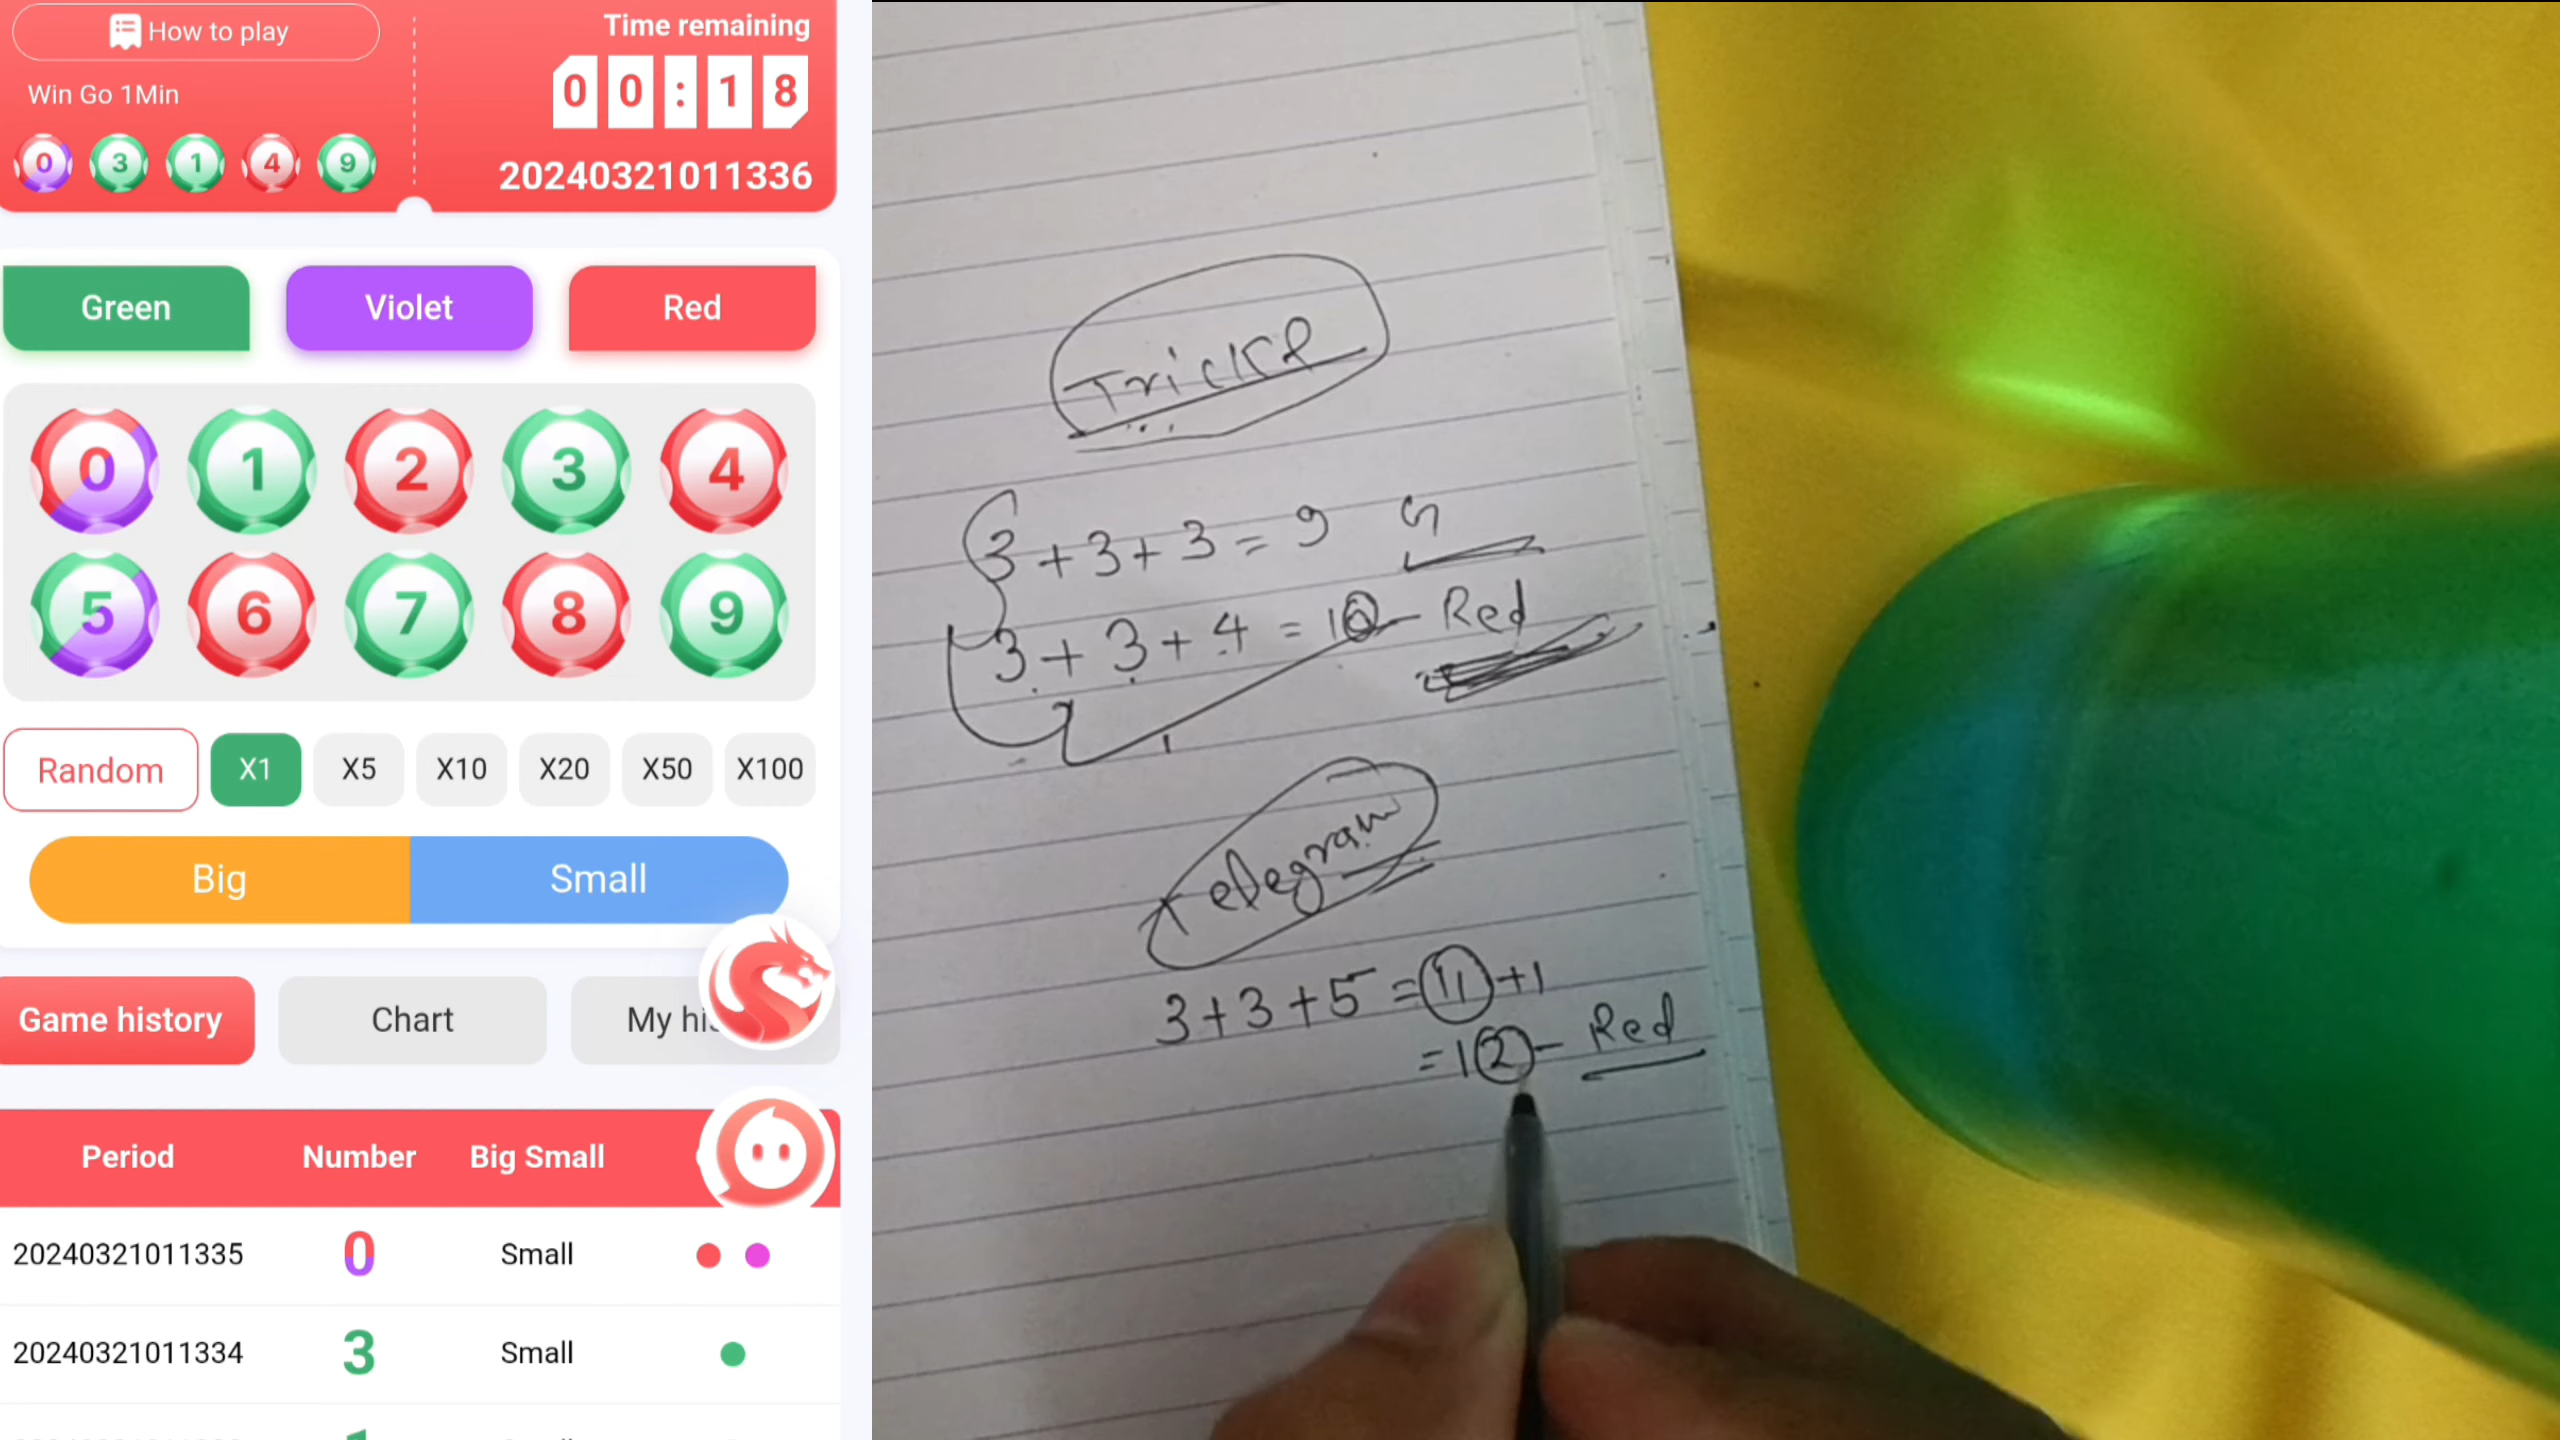 How to play
Time remaining
00:18
Win Go 1Min
0 3 1 4 9
20240321011336
Green Violet Red
0 1 2 3 4
5 6 7 8 9
Random X1 X5 X10 X20 X50 X100
Big Small
Game history Chart My his
Period Number Big Small
20240321011335 0 Small
20240321011334 3 Small
3+3+3=9 G
3+3+4=10- Red
Telegram
3+3+5=11+1
=12- Red